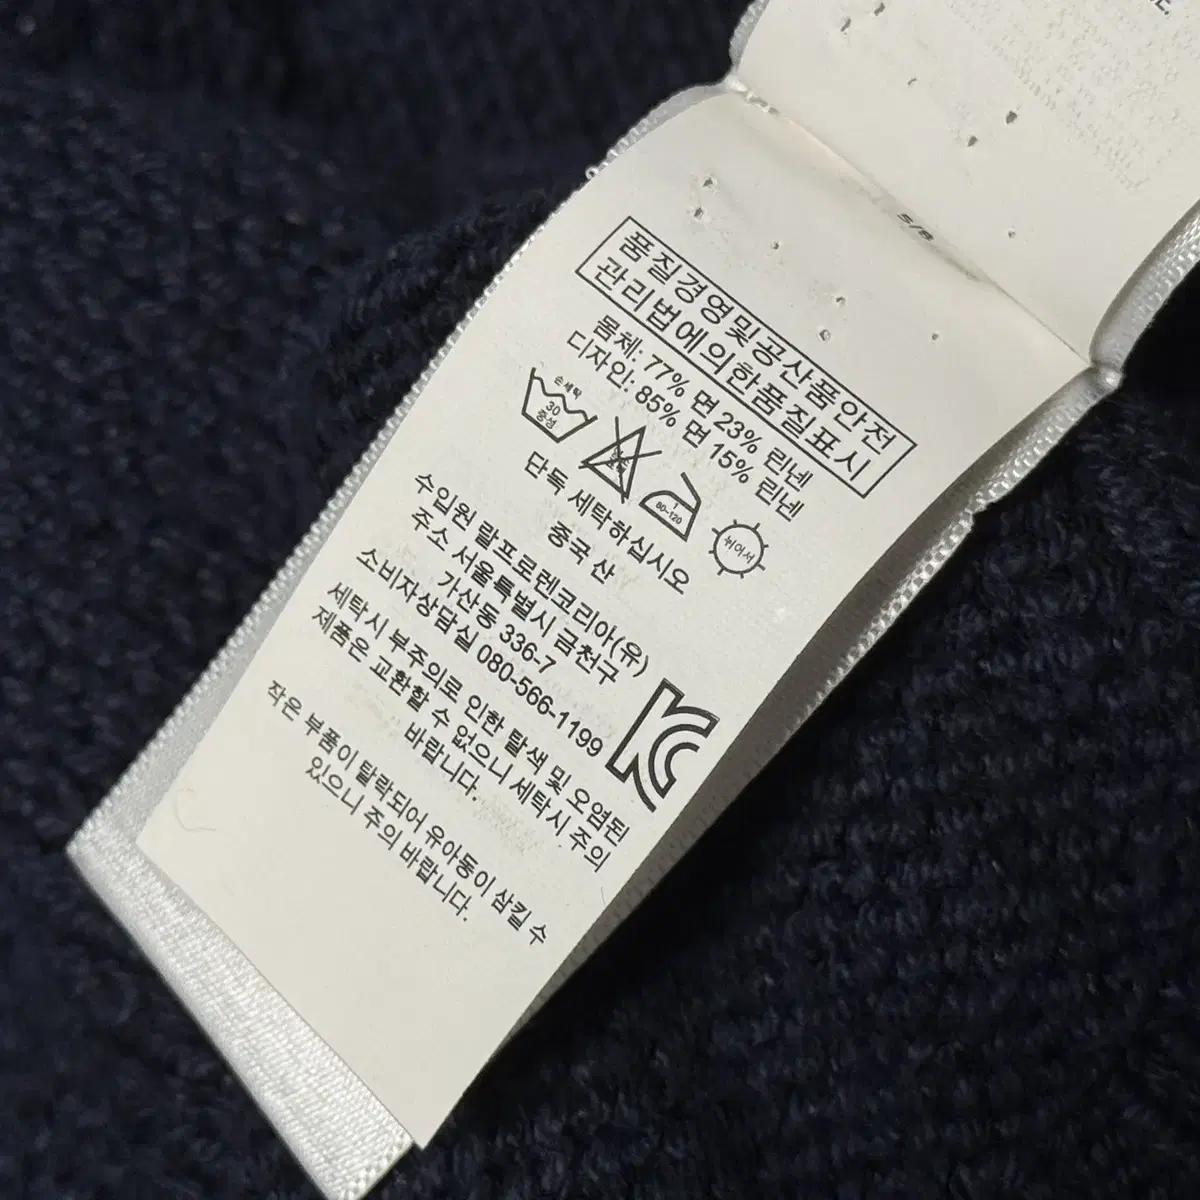 5/8
품질경영및공산품안전
관리법에의한품질표시
몸체: 77% 면 23% 린넨
디자인: 85% 면 15% 린넨
손세탁
30
중성
1
80-120
뉘어서
단독 세탁하십시오
중국 산
수입원 랄프로렌코리아(유)
주소 서울특별시 금천구
가산동 336-7
소비자상담실 080-566-1199
세탁시 부주의로 인한 탈색 및 오염된
제품은 교환할 수 없으니 세탁시 주의
바랍니다.
작은 부품이 탈락되어 유아동이 삼킬 수
있으니 주의 바랍니다.